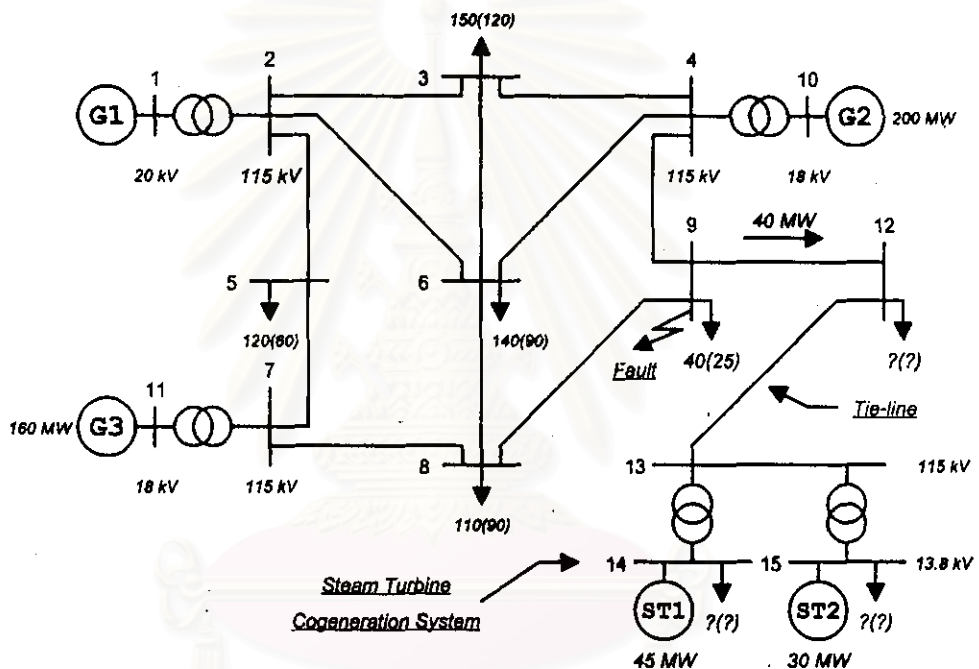 150(120)
2
3
4
1
10
G1
G2
200 MW
20 kV
115 kV
115 kV
18 kV
40 MW
9
12
5
6
120(80)
140(90)
Fault
40(25)
?(?)
Tie-line
11
7
160 MW
G3
8
13
115 kV
18 kV
115 kV
110(90)
Steam Turbine
Cogeneration System
14
15
13.8 kV
ST1
?(?)
ST2
?(?)
45 MW
30 MW